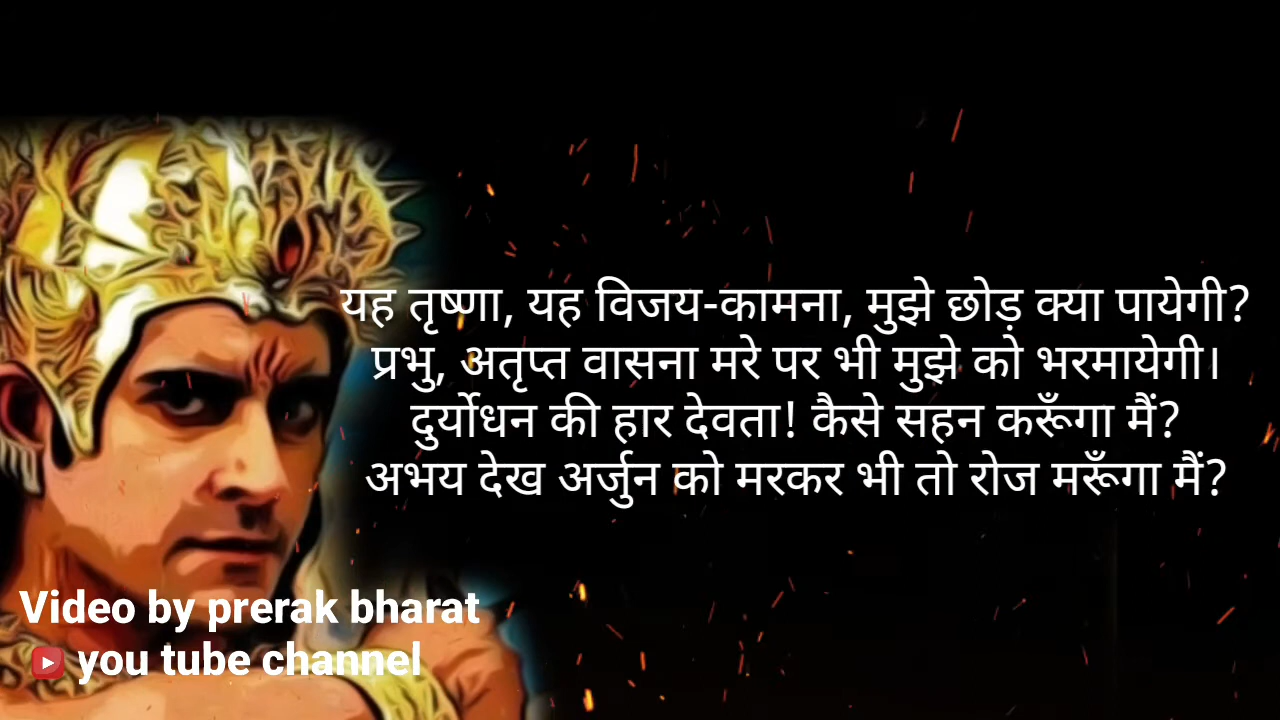 यह तृष्णा, यह विजय-कामना, मुझे छोड़ क्या पायेगी?
प्रभु, अतृप्त वासना मरे पर भी मुझे को भरमायेगी।
दुर्योधन की हार देवता! कैसे सहन करूँगा मैं?
अभय देख अर्जुन को मरकर भी तो रोज मरूँगा मैं?
Video by prerak bharat
you tube channel